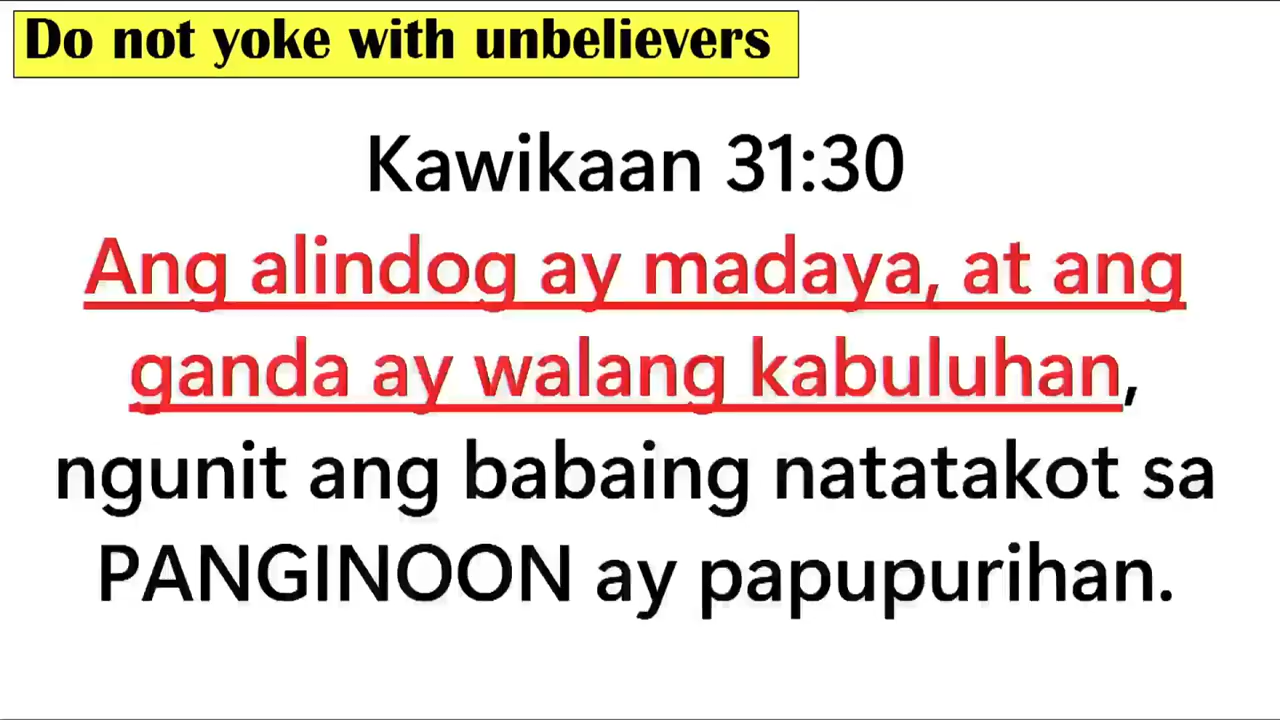 Do not yoke with unbelievers
Kawikaan 31:30
Ang alindog ay madaya, at ang
ganda ay walang kabuluhan,
ngunit ang babaing natatakot sa
PANGINOON ay papupurihan.